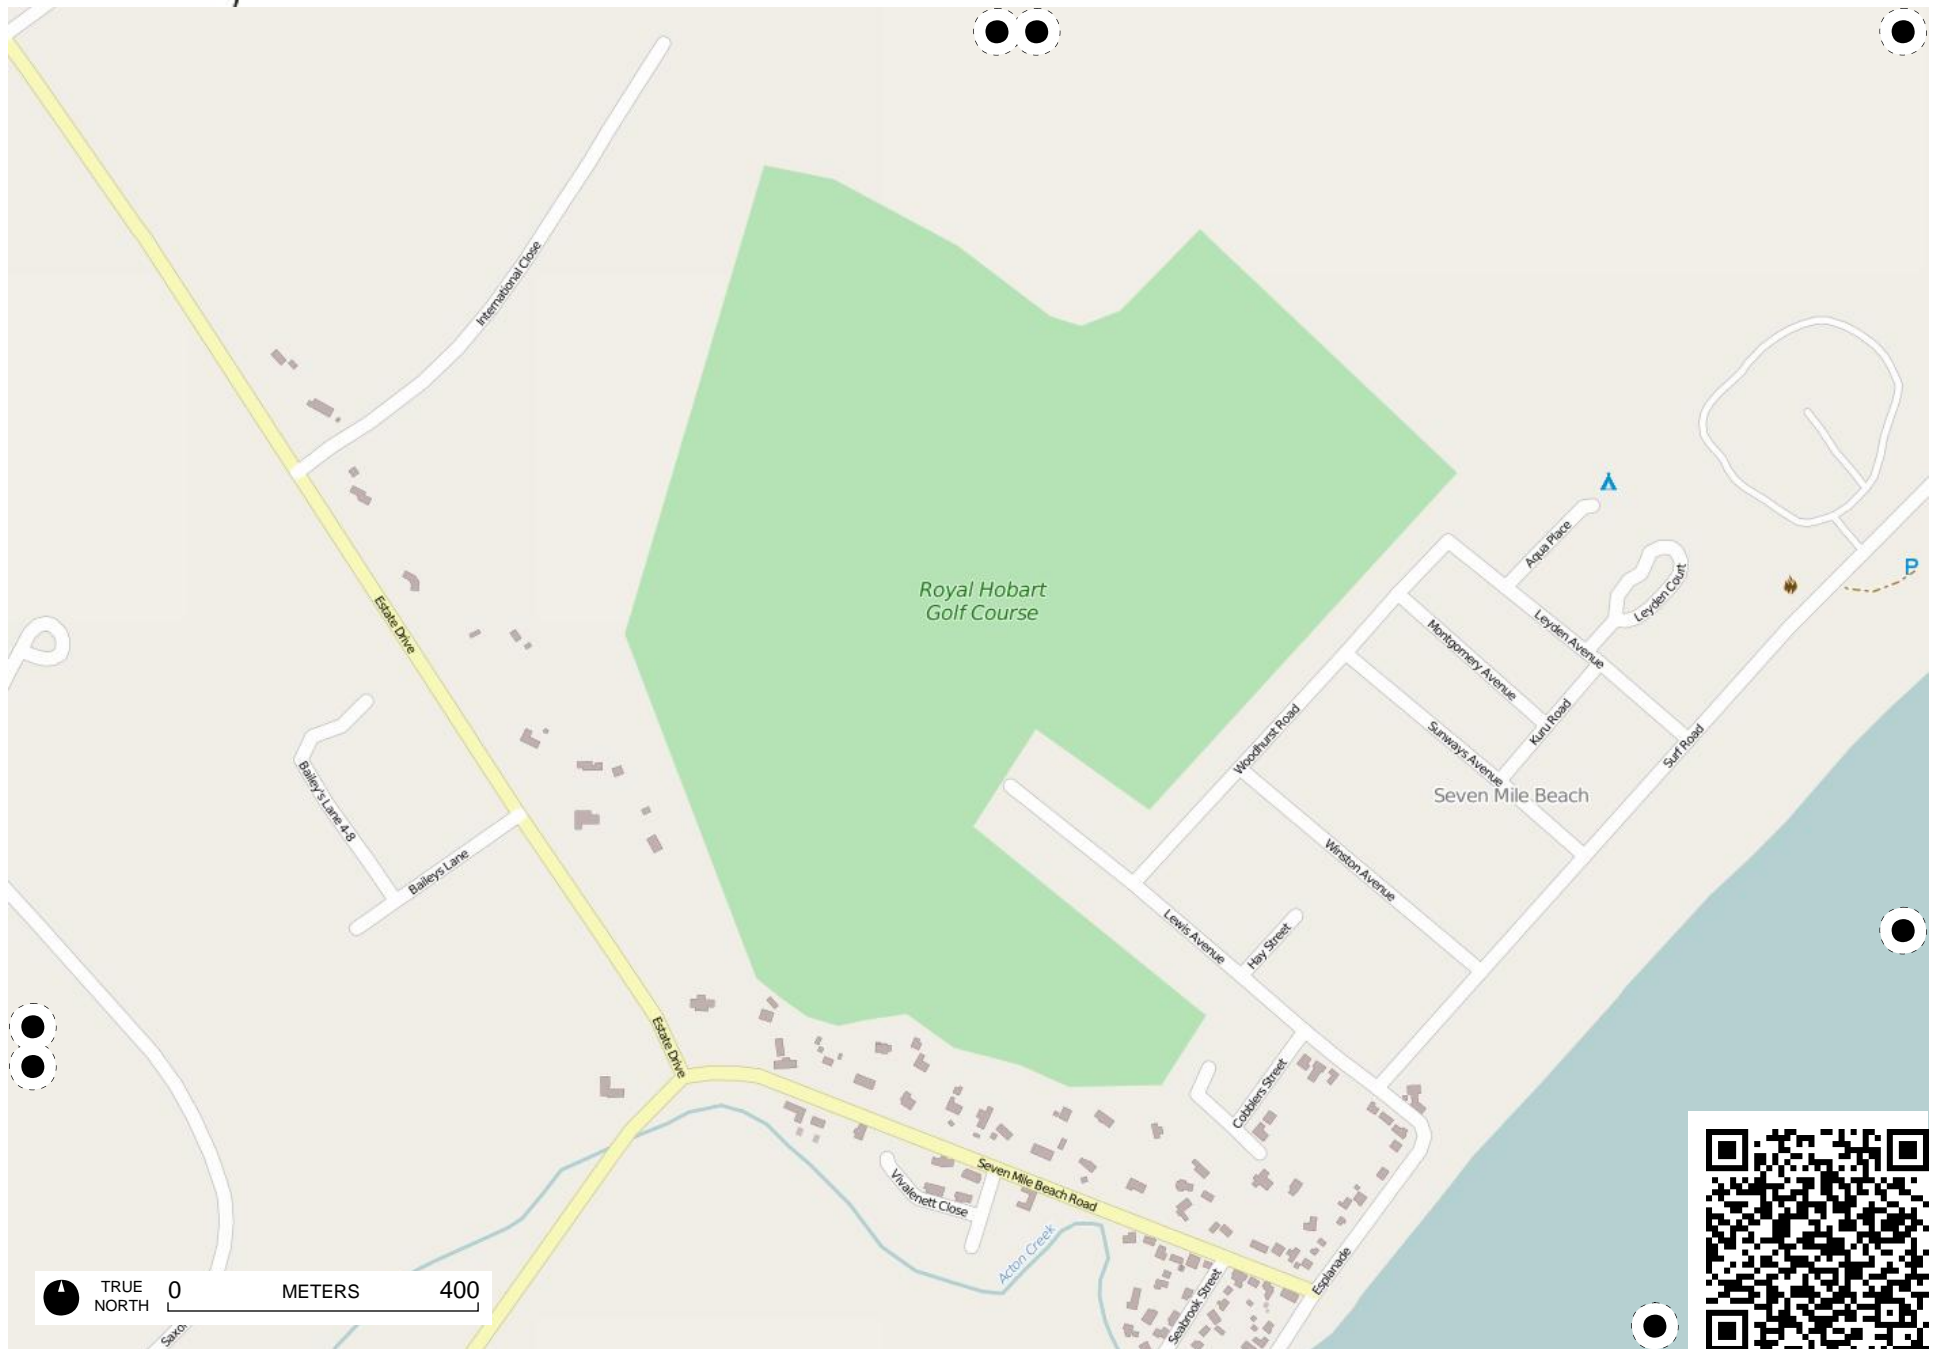 International Close
Royal Hobart
Golf Course
Estate Drive
Aqua Place
Leyden Court
Leyden Avenue
Montgomery Avenue
Kuru Road
Sunways Avenue
Woodhurst Road
Surf Road
P
Seven Mile Beach
Bailey's Lane 4-8
Baileys Lane
Winston Avenue
Lewis Avenue
Hay Street
Estate Drive
Cobblers Street
Seven Mile Beach Road
Vivalenett Close
Acton Creek
Esplanade
Seabrook Street
TRUE
NORTH
0 METERS 400